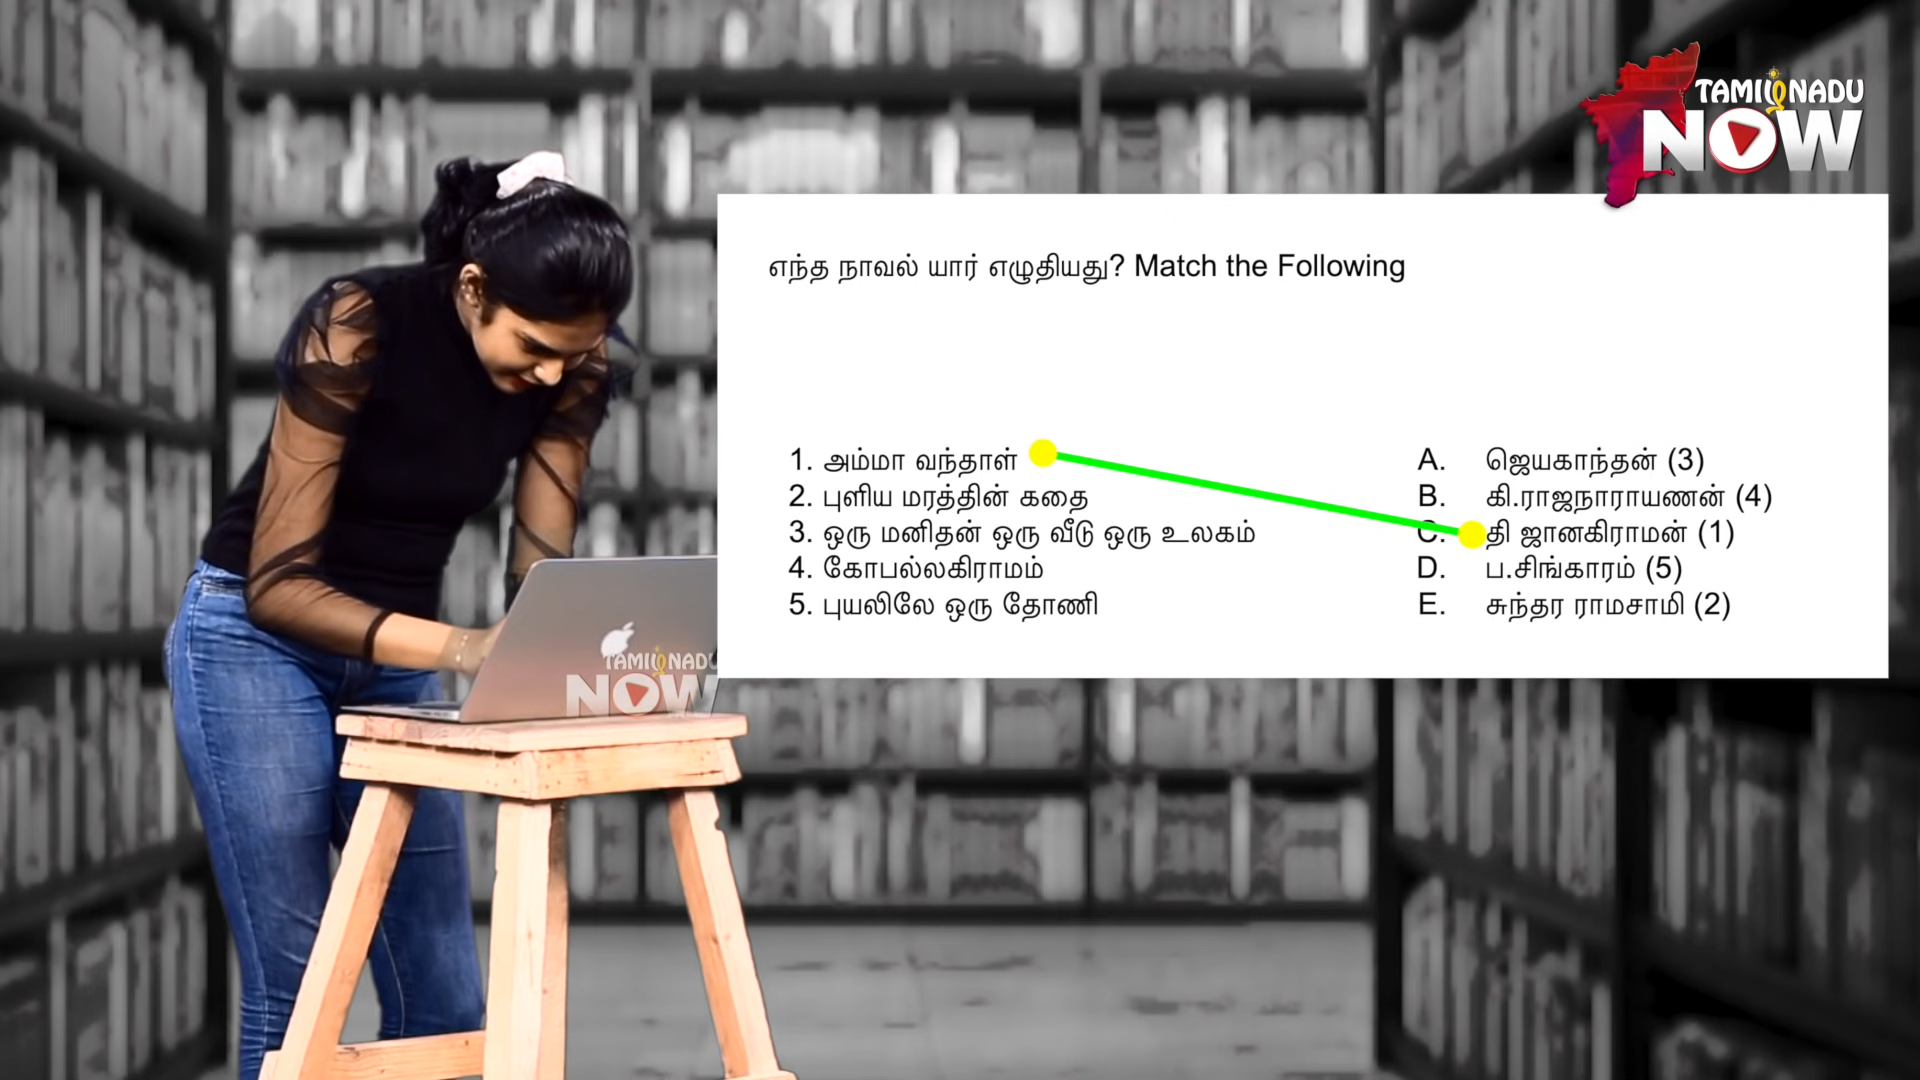 TAMIழNADU
NOW
எந்த நாவல் யார் எழுதியது? Match the Following
1. அம்மா வந்தாள்
2. புளிய மரத்தின் கதை
3. ஒரு மனிதன் ஒரு வீடு ஒரு உலகம்
4. கோபல்லகிராமம்
5. புயலிலே ஒரு தோணி
A. ஜெயகாந்தன் (3)
B. கி.ராஜநாராயணன் (4)
C. தி ஜானகிராமன் (1)
D. ப.சிங்காரம் (5)
E. சுந்தர ராமசாமி (2)
TAMIழNADU
NOW